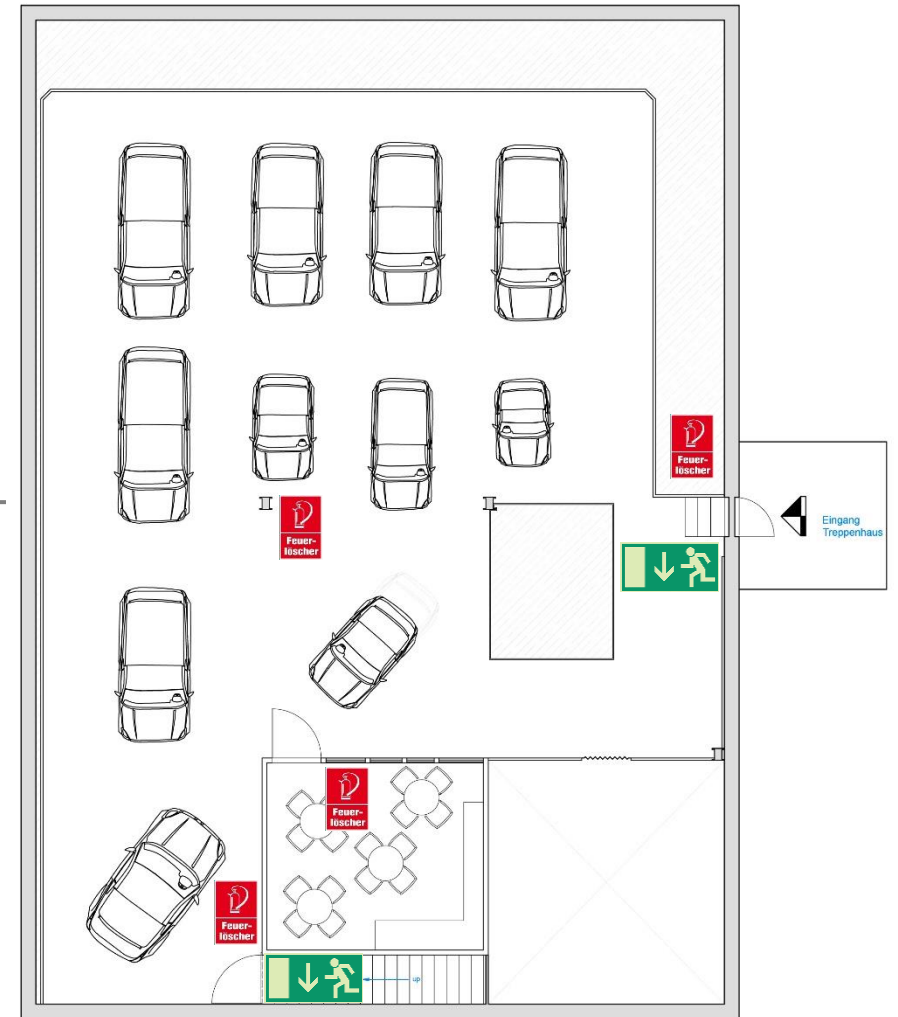 Feuer-
löscher
Eingang
Treppenhaus
Feuer-
löscher
Feuer-
löscher
Feuer-
löscher
up